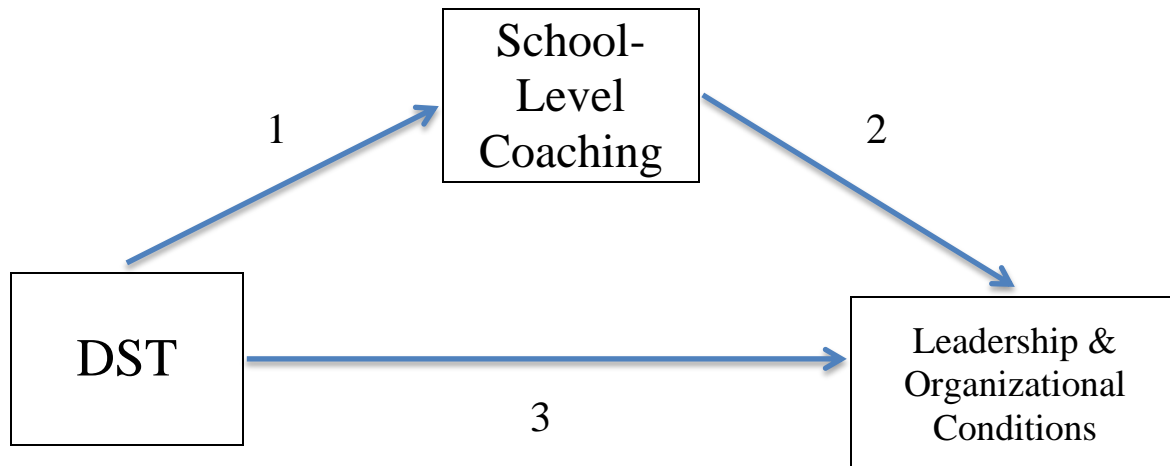 School-
Level
Coaching
1
2
DST
Leadership &
Organizational
Conditions
3